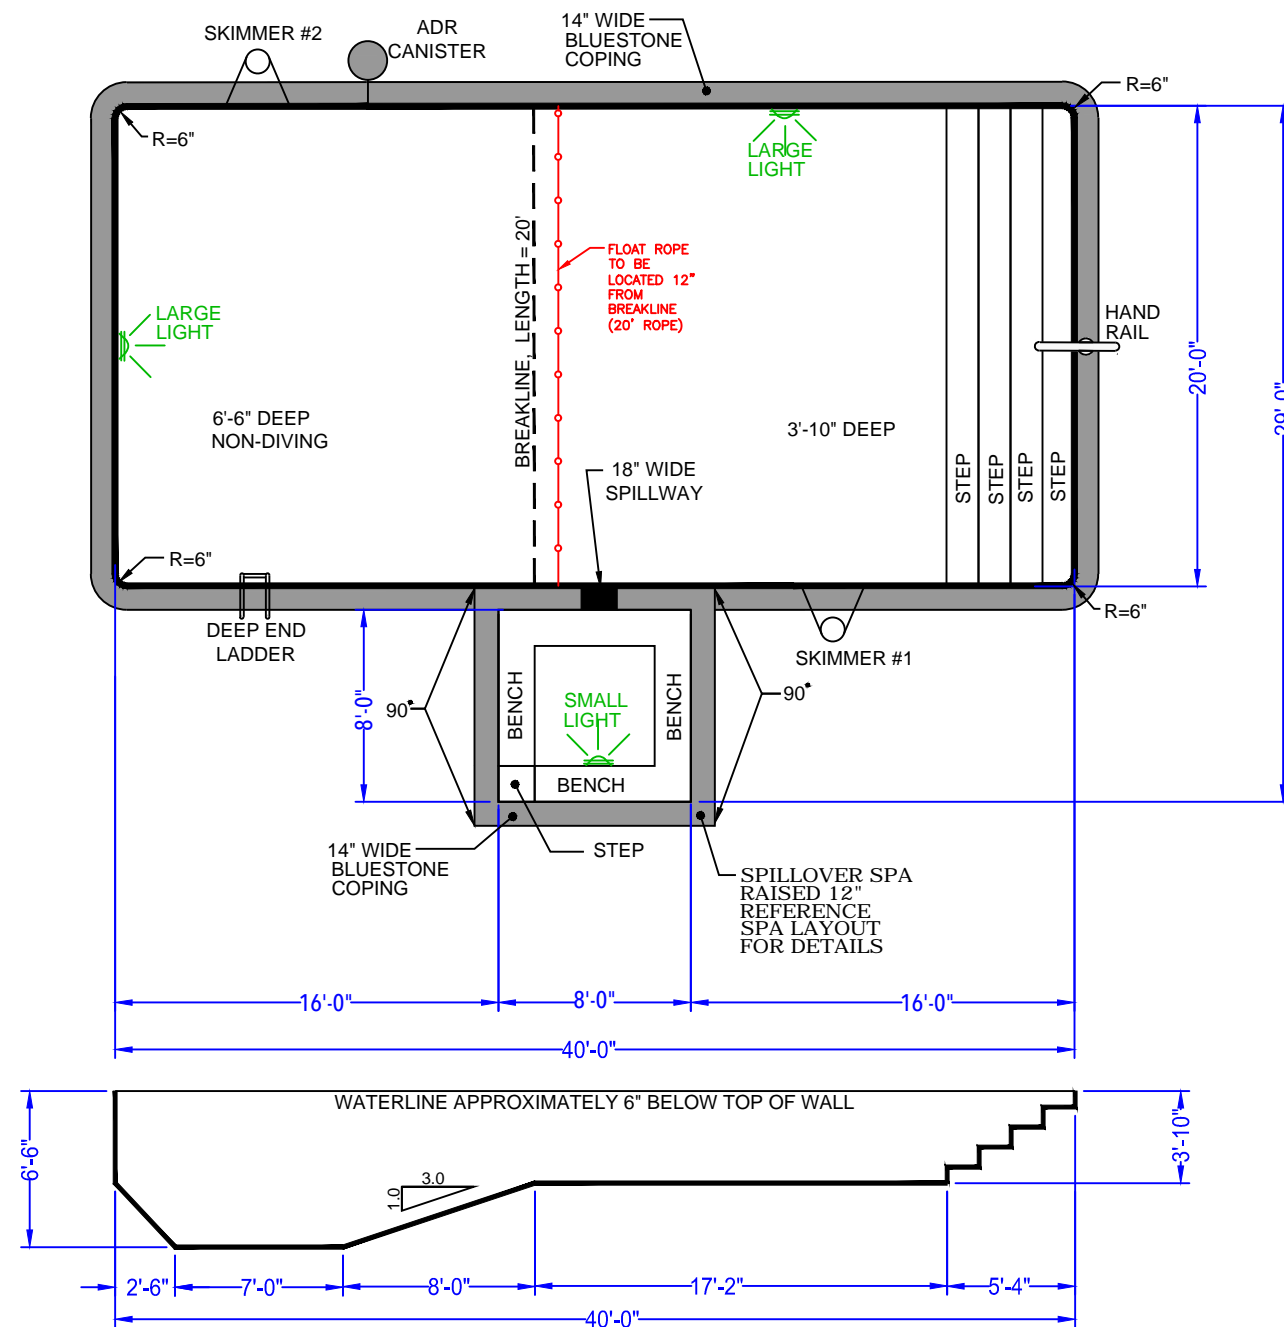 SKIMMER #2
ADR
CANISTER
14" WIDE
BLUESTONE
COPING
R=6"
R=6"
LARGE
LIGHT
LARGE
LIGHT
BREAKLINE, LENGTH = 20'
FLOAT ROPE
TO BE
LOCATED 12"
FROM
BREAKLINE
(20' ROPE)
HAND
RAIL
20'-0"
29'-0"
6'-6" DEEP
NON-DIVING
3'-10" DEEP
STEP
STEP
STEP
STEP
18" WIDE
SPILLWAY
R=6"
R=6"
DEEP END
LADDER
SKIMMER #1
8'-0"
90°
90°
BENCH
BENCH
SMALL
LIGHT
BENCH
14" WIDE
BLUESTONE
COPING
STEP
SPILLOVER SPA
RAISED 12"
REFERENCE
SPA LAYOUT
FOR DETAILS
16'-0"
8'-0"
16'-0"
40'-0"
WATERLINE APPROXIMATELY 6" BELOW TOP OF WALL
6'-6"
1.0
3.0
3'-10"
2'-6"
7'-0"
8'-0"
17'-2"
5'-4"
40'-0"